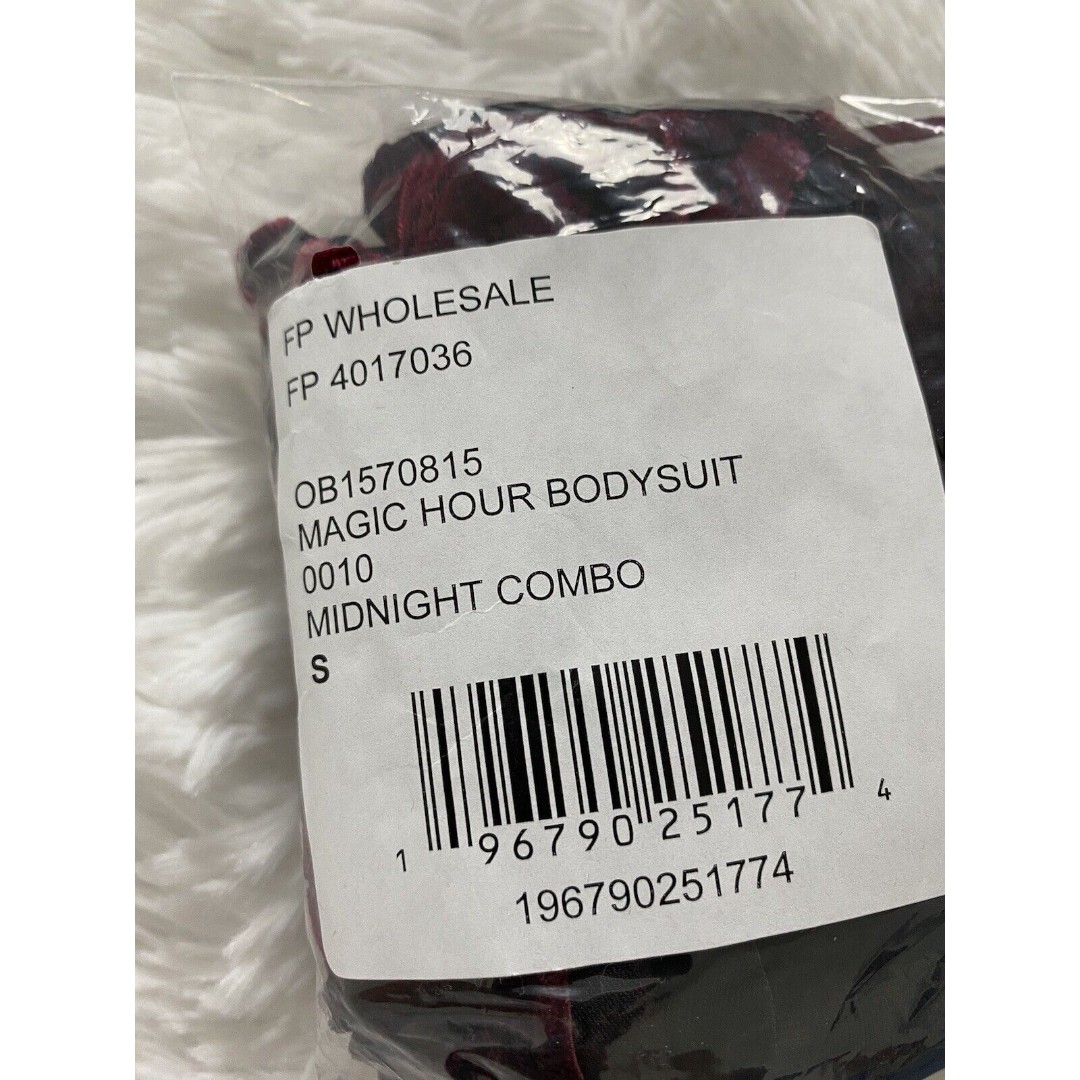 FP WHOLESALE
FP 4017036
OB1570815
MAGIC HOUR BODYSUIT
0010
MIDNIGHT COMBO
S
1 96790 25177 4
196790251774